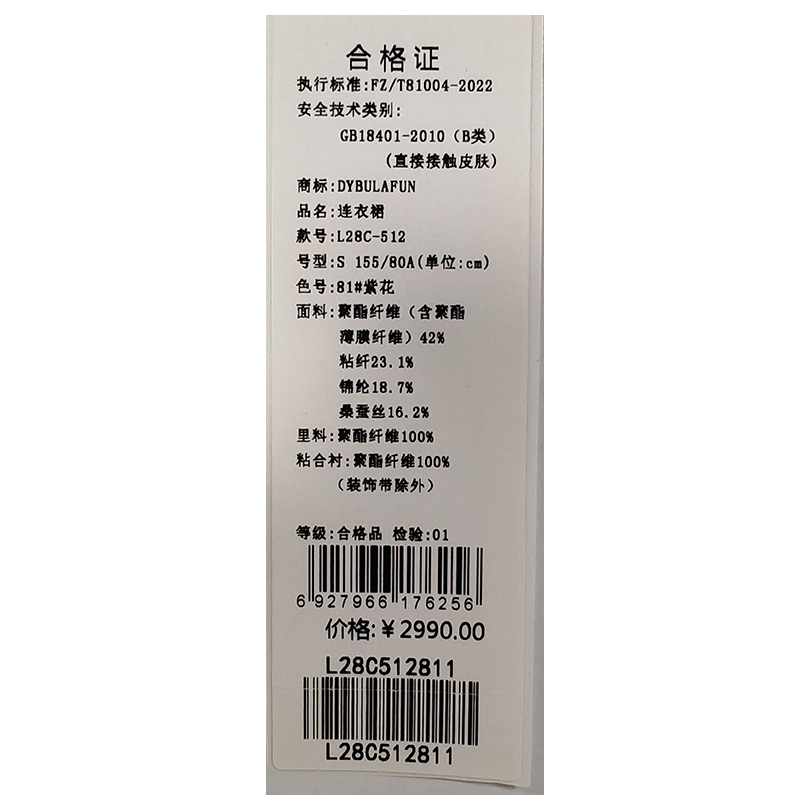 合格证
执行标准:FZ/T81004-2022
安全技术类别:
GB18401-2010（B类）
(直接接触皮肤)
商标:DYBULAFUN
品名:连衣裙
款号:L28C-512
号型:S 155/80A(单位:cm)
色号:81#紫花
面料:聚酯纤维（含聚酯
薄膜纤维）42%
粘纤23.1%
锦纶18.7%
桑蚕丝16.2%
里料:聚酯纤维100%
粘合衬:聚酯纤维100%
（装饰带除外）
等级:合格品 检验:01
6 927966 176256
价格:￥2990.00
L28C512811
L28C512811